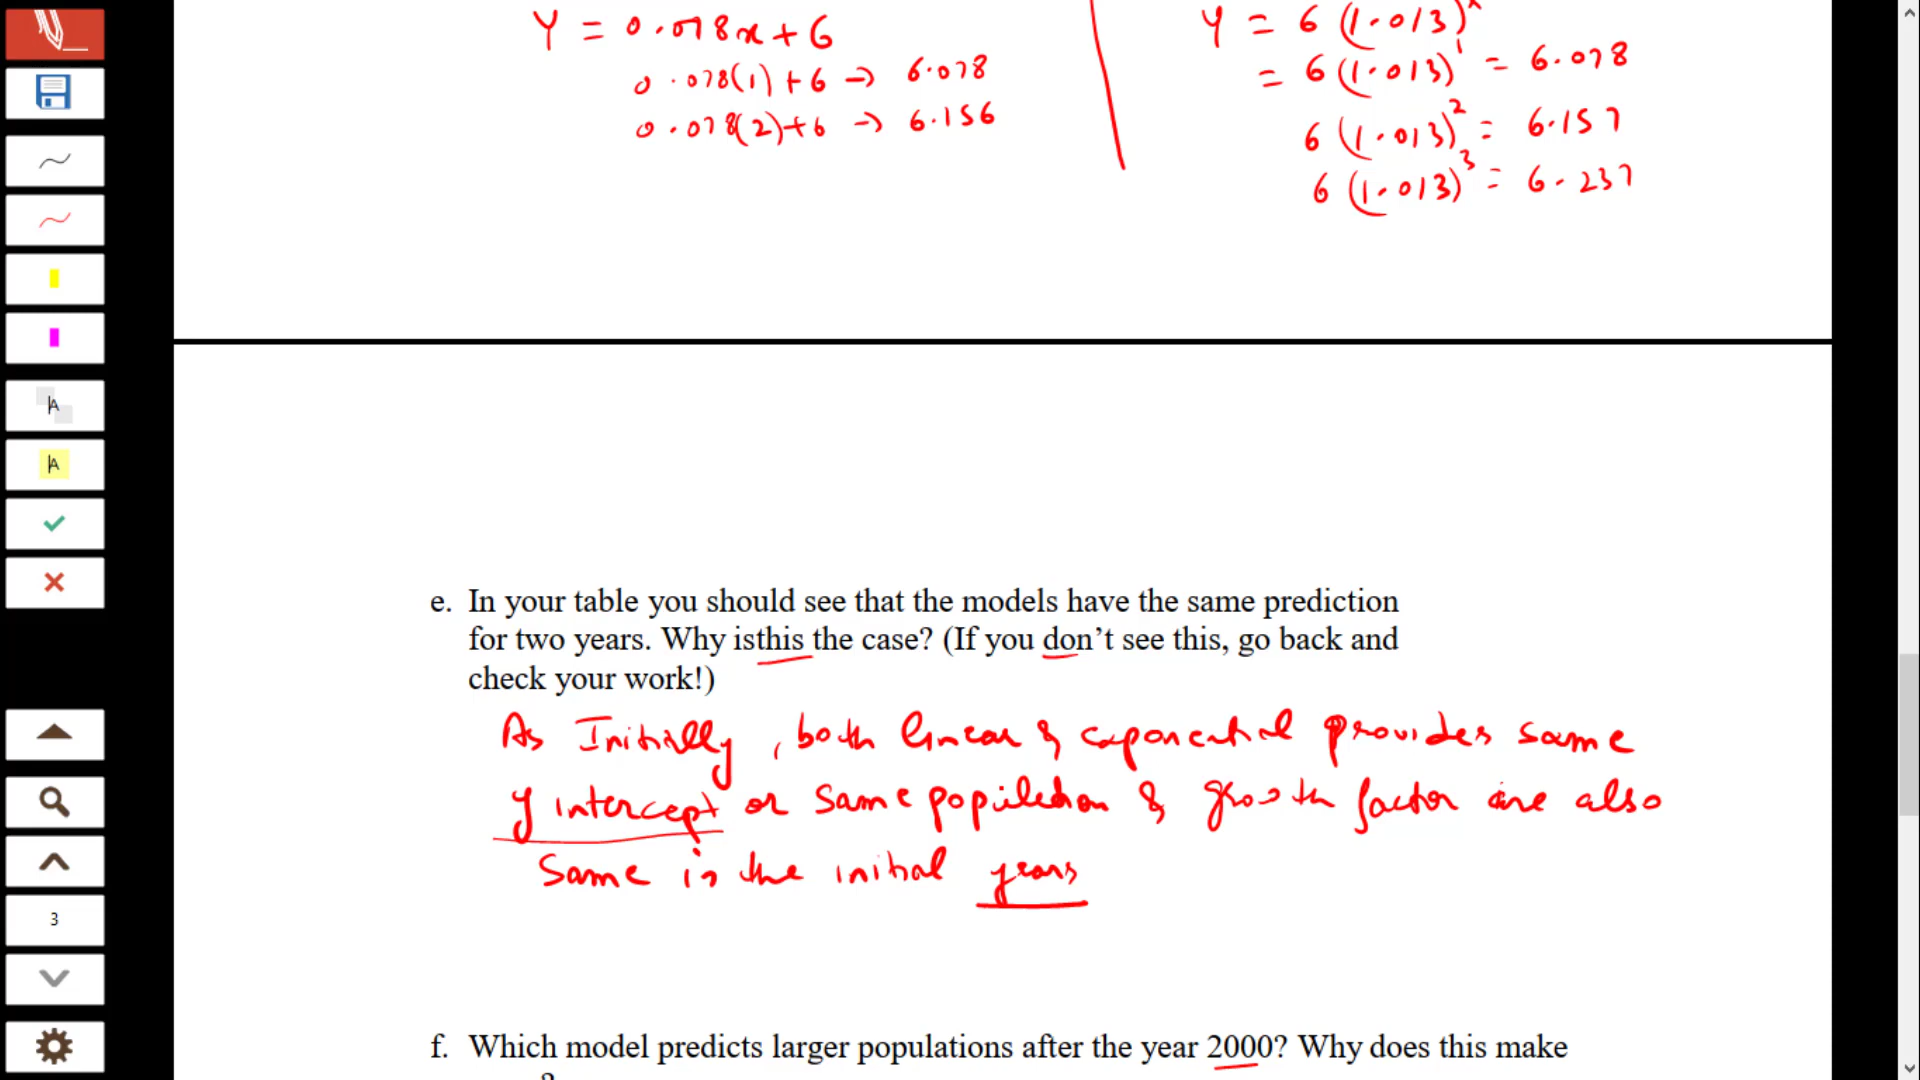 Y = 0.078x + 6
0.078(1) + 6 → 6.078
0.078(2) + 6 → 6.156
Y = 6(1.013)^x
= 6(1.013)^1 = 6.078
6(1.013)^2 = 6.157
6(1.013)^3 = 6.237
A
A
e. In your table you should see that the models have the same prediction
for two years. Why isthis the case? (If you don't see this, go back and
check your work!)
As Initially, both linear & exponential provides same
y intercept or same population & growth factor are also
same in the initial years
3
f. Which model predicts larger populations after the year 2000? Why does this make